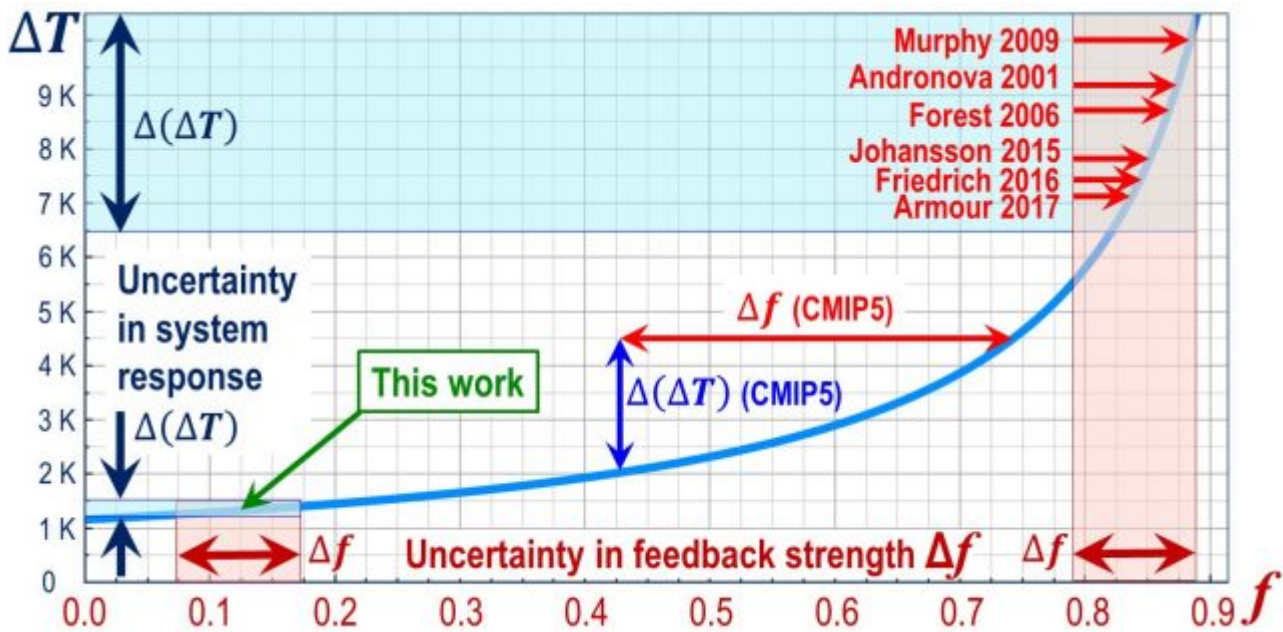 ΔT
Murphy 2009
Andronova 2001
Forest 2006
Johansson 2015
Friedrich 2016
Armour 2017
9 K
8 K
7 K
6 K
5 K
4 K
3 K
2 K
1 K
0
Δ(ΔT)
Uncertainty
in system
response
Δ(ΔT)
This work
Δf (CMIP5)
Δ(ΔT) (CMIP5)
Δf
Uncertainty in feedback strength Δf
Δf
0.0 0.1 0.2 0.3 0.4 0.5 0.6 0.7 0.8 0.9 f